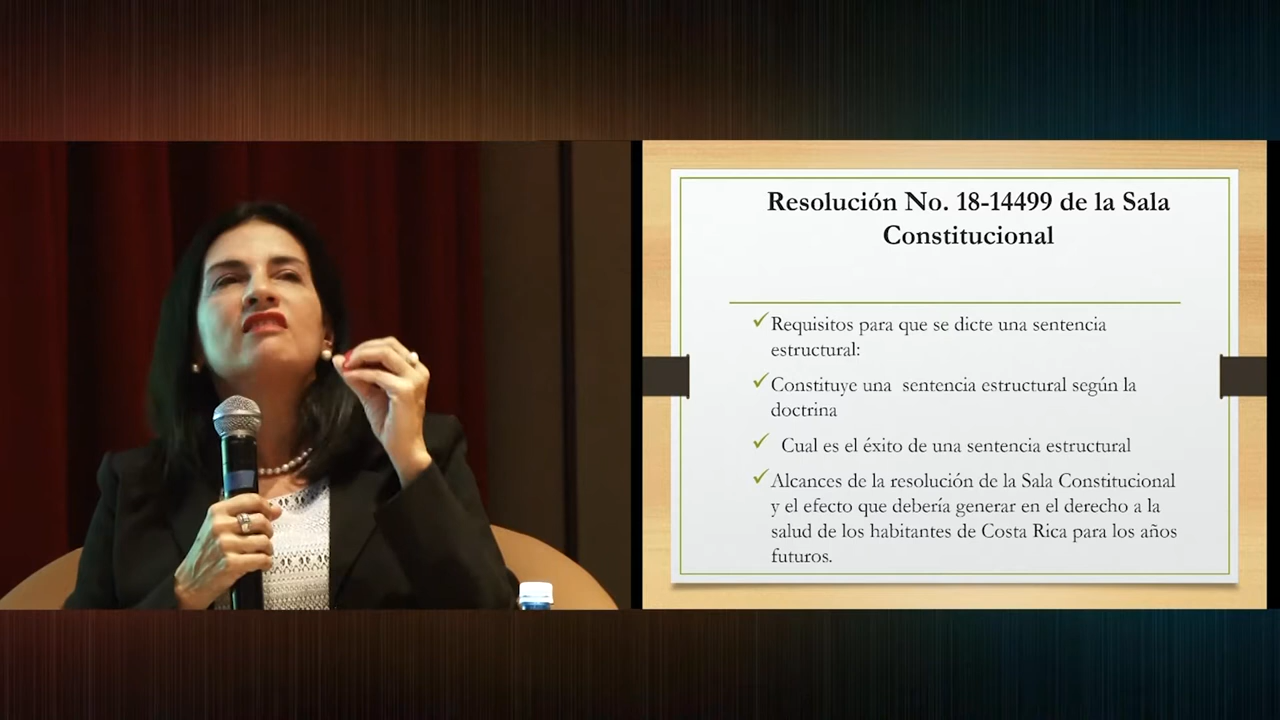 Resolución No. 18-14499 de la Sala
Constitucional
Requisitos para que se dicte una sentencia
estructural:
Constituye una sentencia estructural según la
doctrina
Cual es el éxito de una sentencia estructural
Alcances de la resolución de la Sala Constitucional
y el efecto que debería generar en el derecho a la
salud de los habitantes de Costa Rica para los años
futuros.